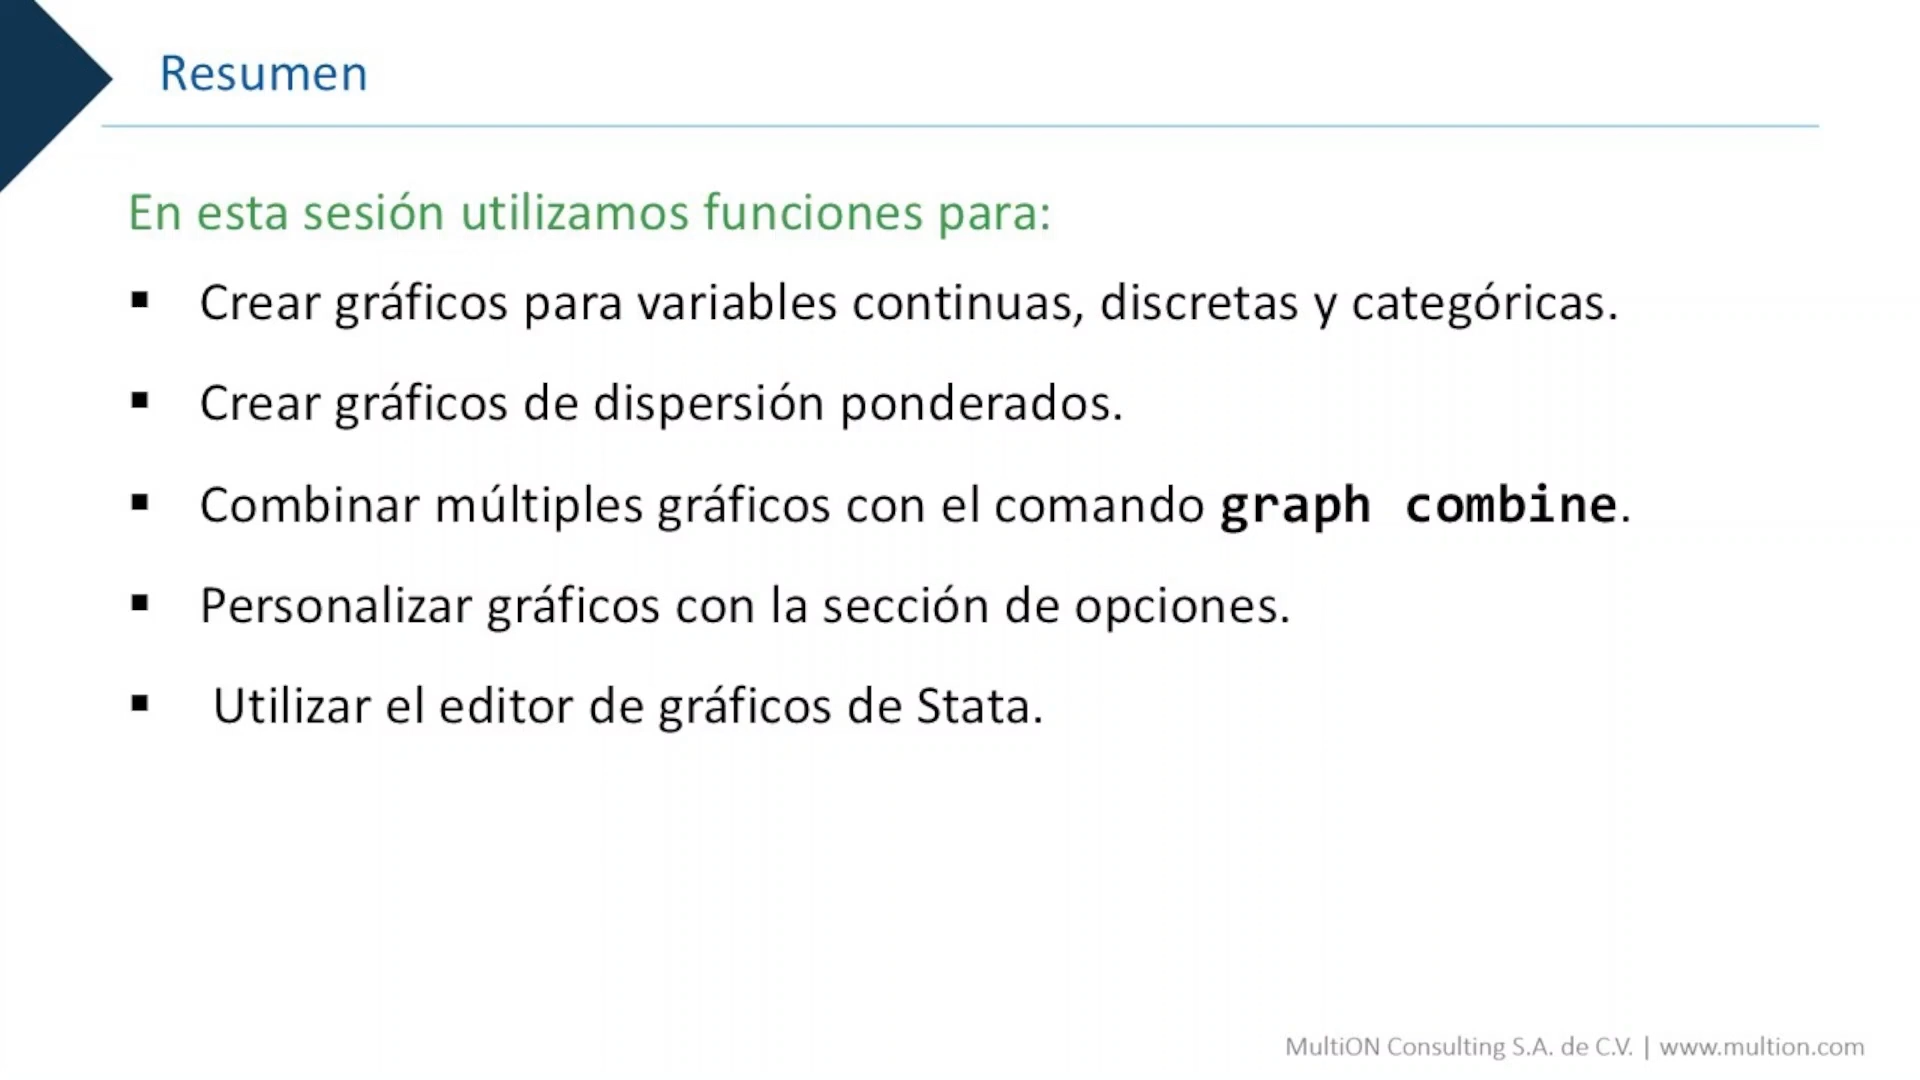 Resumen
En esta sesión utilizamos funciones para:
▪ Crear gráficos para variables continuas, discretas y categóricas.
▪ Crear gráficos de dispersión ponderados.
▪ Combinar múltiples gráficos con el comando graph combine.
▪ Personalizar gráficos con la sección de opciones.
▪ Utilizar el editor de gráficos de Stata.
MultiON Consulting S.A. de C.V. | www.multion.com